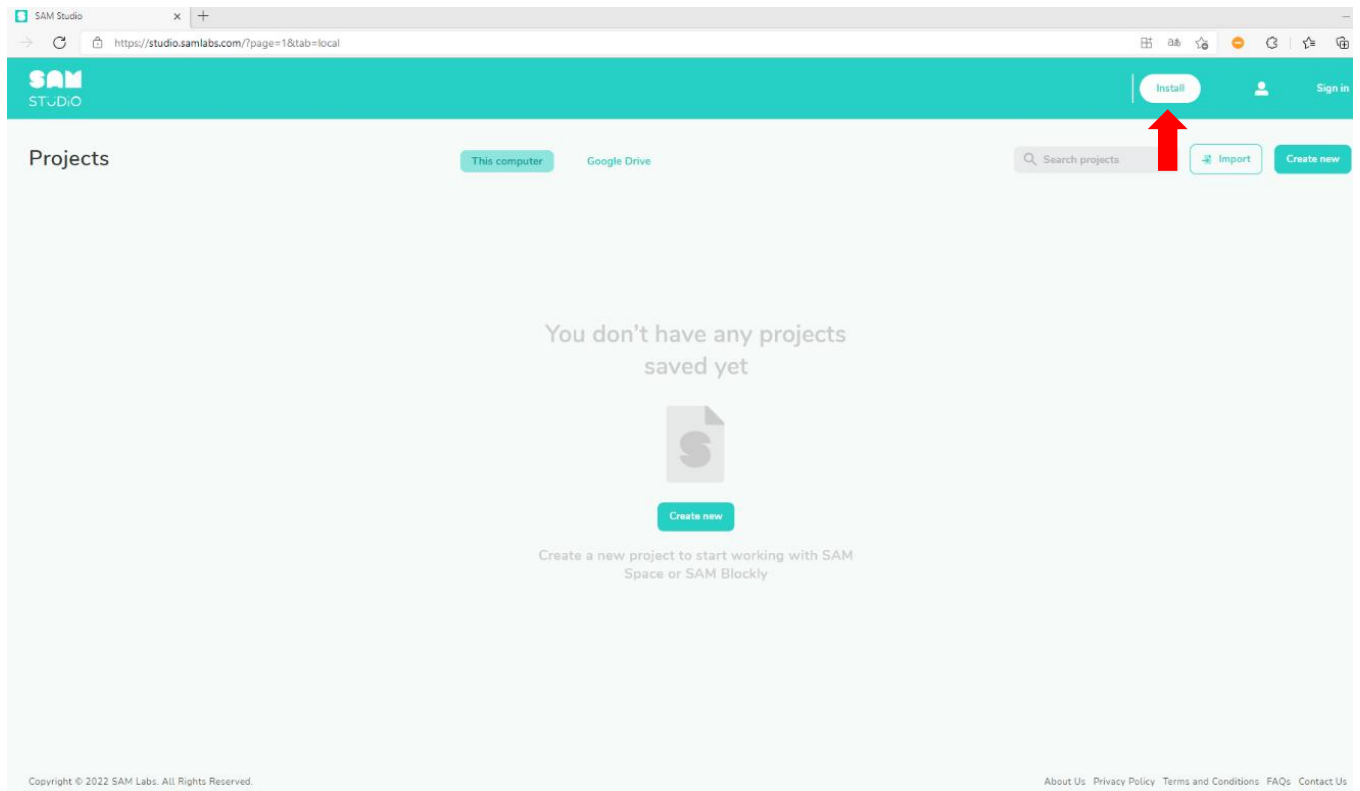 SAM Studio
https://studio.samlabs.com/?page=1&tab=local
SAM
STUDIO
Install
Sign in
Projects
This computer
Google Drive
Search projects
Import
Create new
You don't have any projects
saved yet
S
Create new
Create a new project to start working with SAM
Space or SAM Blockly
Copyright © 2022 SAM Labs. All Rights Reserved.
About Us Privacy Policy Terms and Conditions FAQs Contact Us